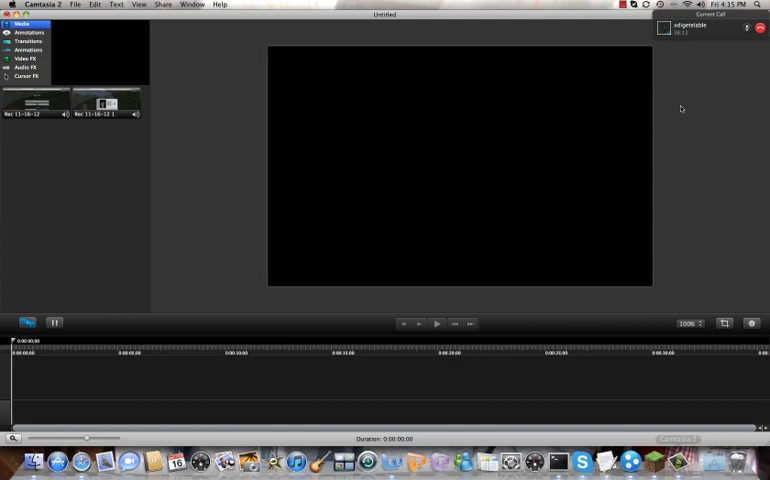 Camtasia 2 File Edit Text View Share Window Help Fri 4:15 PM
Untitled
Current Call
xdigetelable
Media
Annotations
Transitions
Animations
Video FX
Audio FX
Cursor FX
Rec 11-16-12 Rec 11-16-12 1
100%
0:00:00;00
0:00:00;00 0:00:05;00 0:00:10;00 0:00:15;00 0:00:20;00 0:00:25;00 0:00:30;00
Duration: 0:00:00;00
Camtasia 2
16